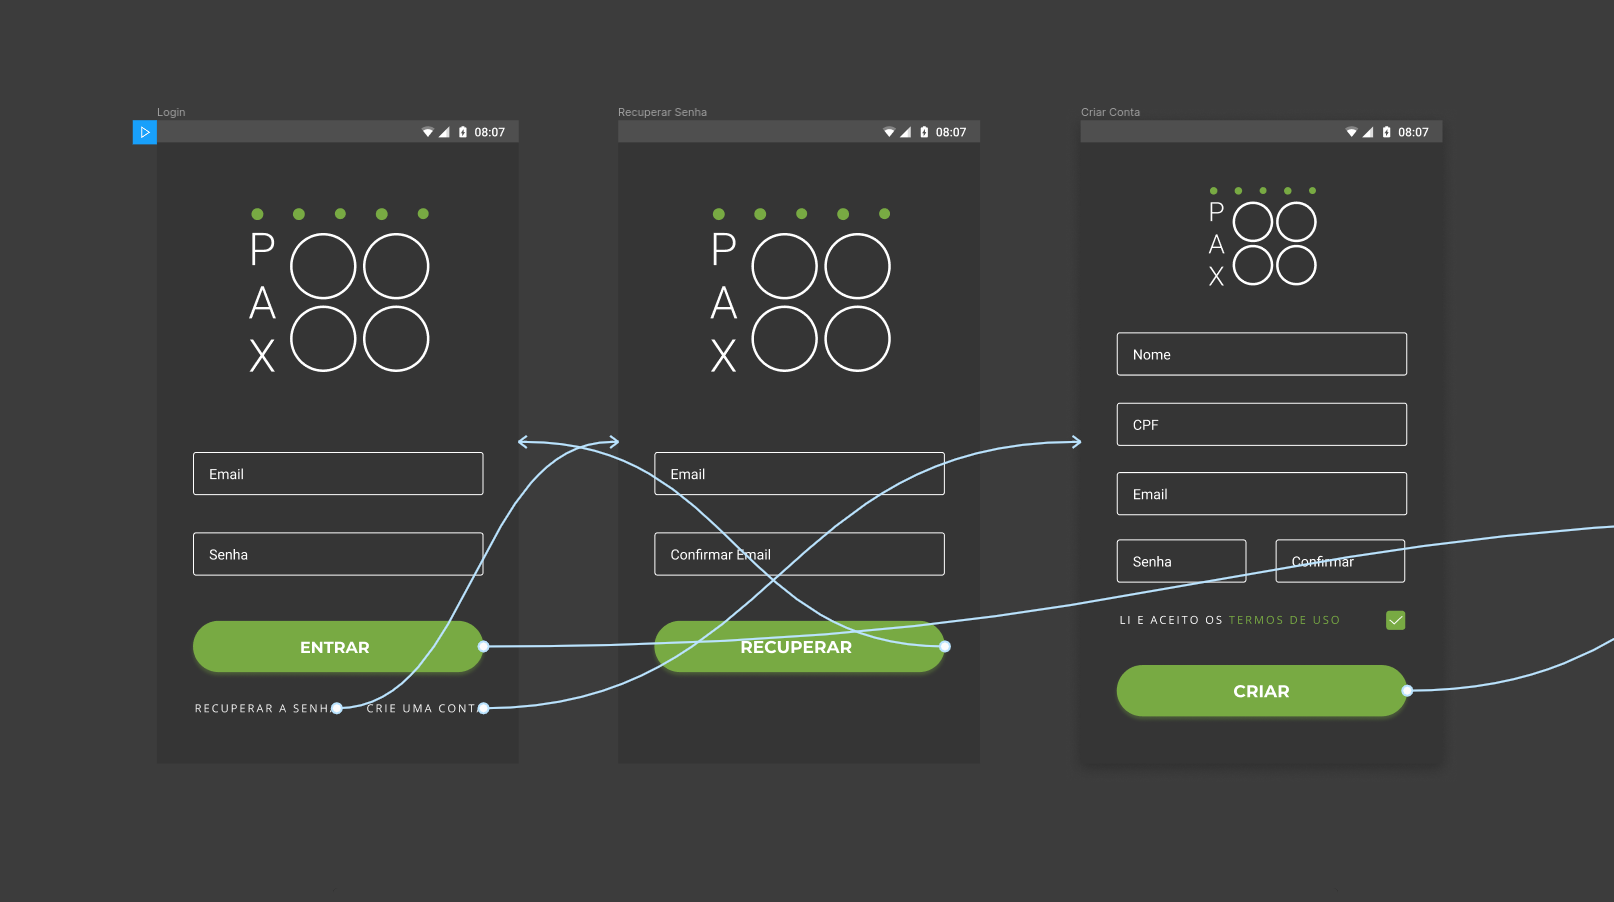 Login
08:07
P
A
X
Email
Senha
ENTRAR
RECUPERAR A SENHA
CRIE UMA CONTA
Recuperar Senha
08:07
P
A
X
Email
Confirmar Email
RECUPERAR
Criar Conta
08:07
P
A
X
Nome
CPF
Email
Senha
Confirmar
LI E ACEITO OS TERMOS DE USO
CRIAR